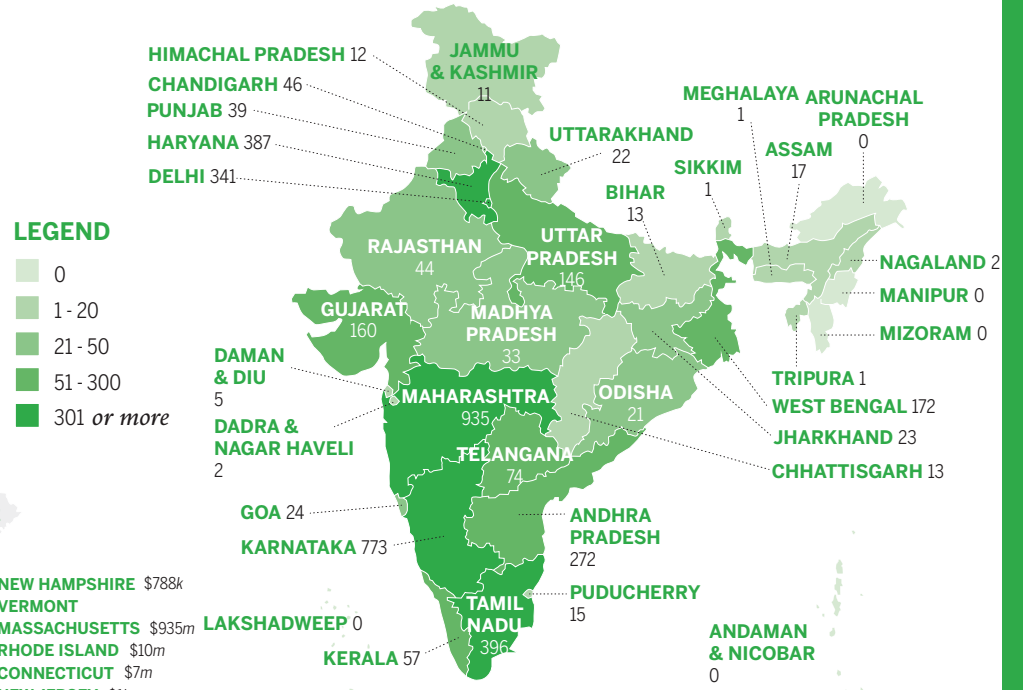 HIMACHAL PRADESH 12
CHANDIGARH 46
PUNJAB 39
HARYANA 387
DELHI 341
JAMMU
& KASHMIR
11
UTTARAKHAND
22
BIHAR
13
SIKKIM
1
MEGHALAYA
1
ASSAM
17
ARUNACHAL
PRADESH
0
NAGALAND 2
MANIPUR 0
MIZORAM 0
TRIPURA 1
WEST BENGAL 172
JHARKHAND 23
CHHATTISGARH 13
LEGEND
0
1 - 20
21 - 50
51 - 300
301 or more
RAJASTHAN
44
UTTAR
PRADESH
146
GUJARAT
160
MADHYA
PRADESH
33
DAMAN
& DIU
5
DADRA &
NAGAR HAVELI
2
MAHARASHTRA
935
ODISHA
21
TELANGANA
74
GOA 24
KARNATAKA 773
ANDHRA
PRADESH
272
PUDUCHERRY
15
TAMIL
NADU
396
LAKSHADWEEP 0
KERALA 57
ANDAMAN
& NICOBAR
0
NEW HAMPSHIRE $788k
VERMONT
MASSACHUSETTS $935m
RHODE ISLAND $10m
CONNECTICUT $7m